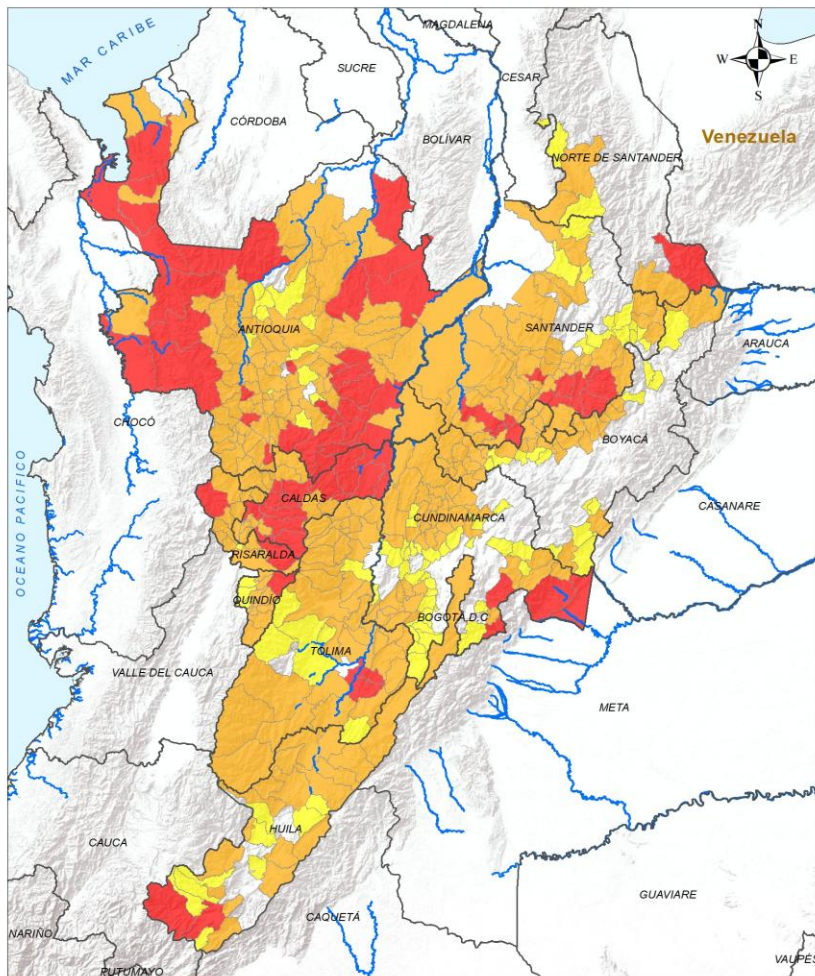 MAGDALENA
N
W E
S
MAR CARIBE
SUCRE
CESAR
CÓRDOBA
BOLÍVAR
Venezuela
NORTE DE SANTANDER
ANTIOQUIA
SANTANDER
ARAUCA
CHOCÓ
BOYACÁ
CALDAS
CASANARE
CUNDINAMARCA
OCEANO PACIFICO
RISARALDA
QUINDÍO
BOGOTÁ D,C
TOLIMA
VALLE DEL CAUCA
META
HUILA
CAUCA
GUAVIARE
CAQUETÁ
NARIÑO
PUTUMAYO
VAUPÉS